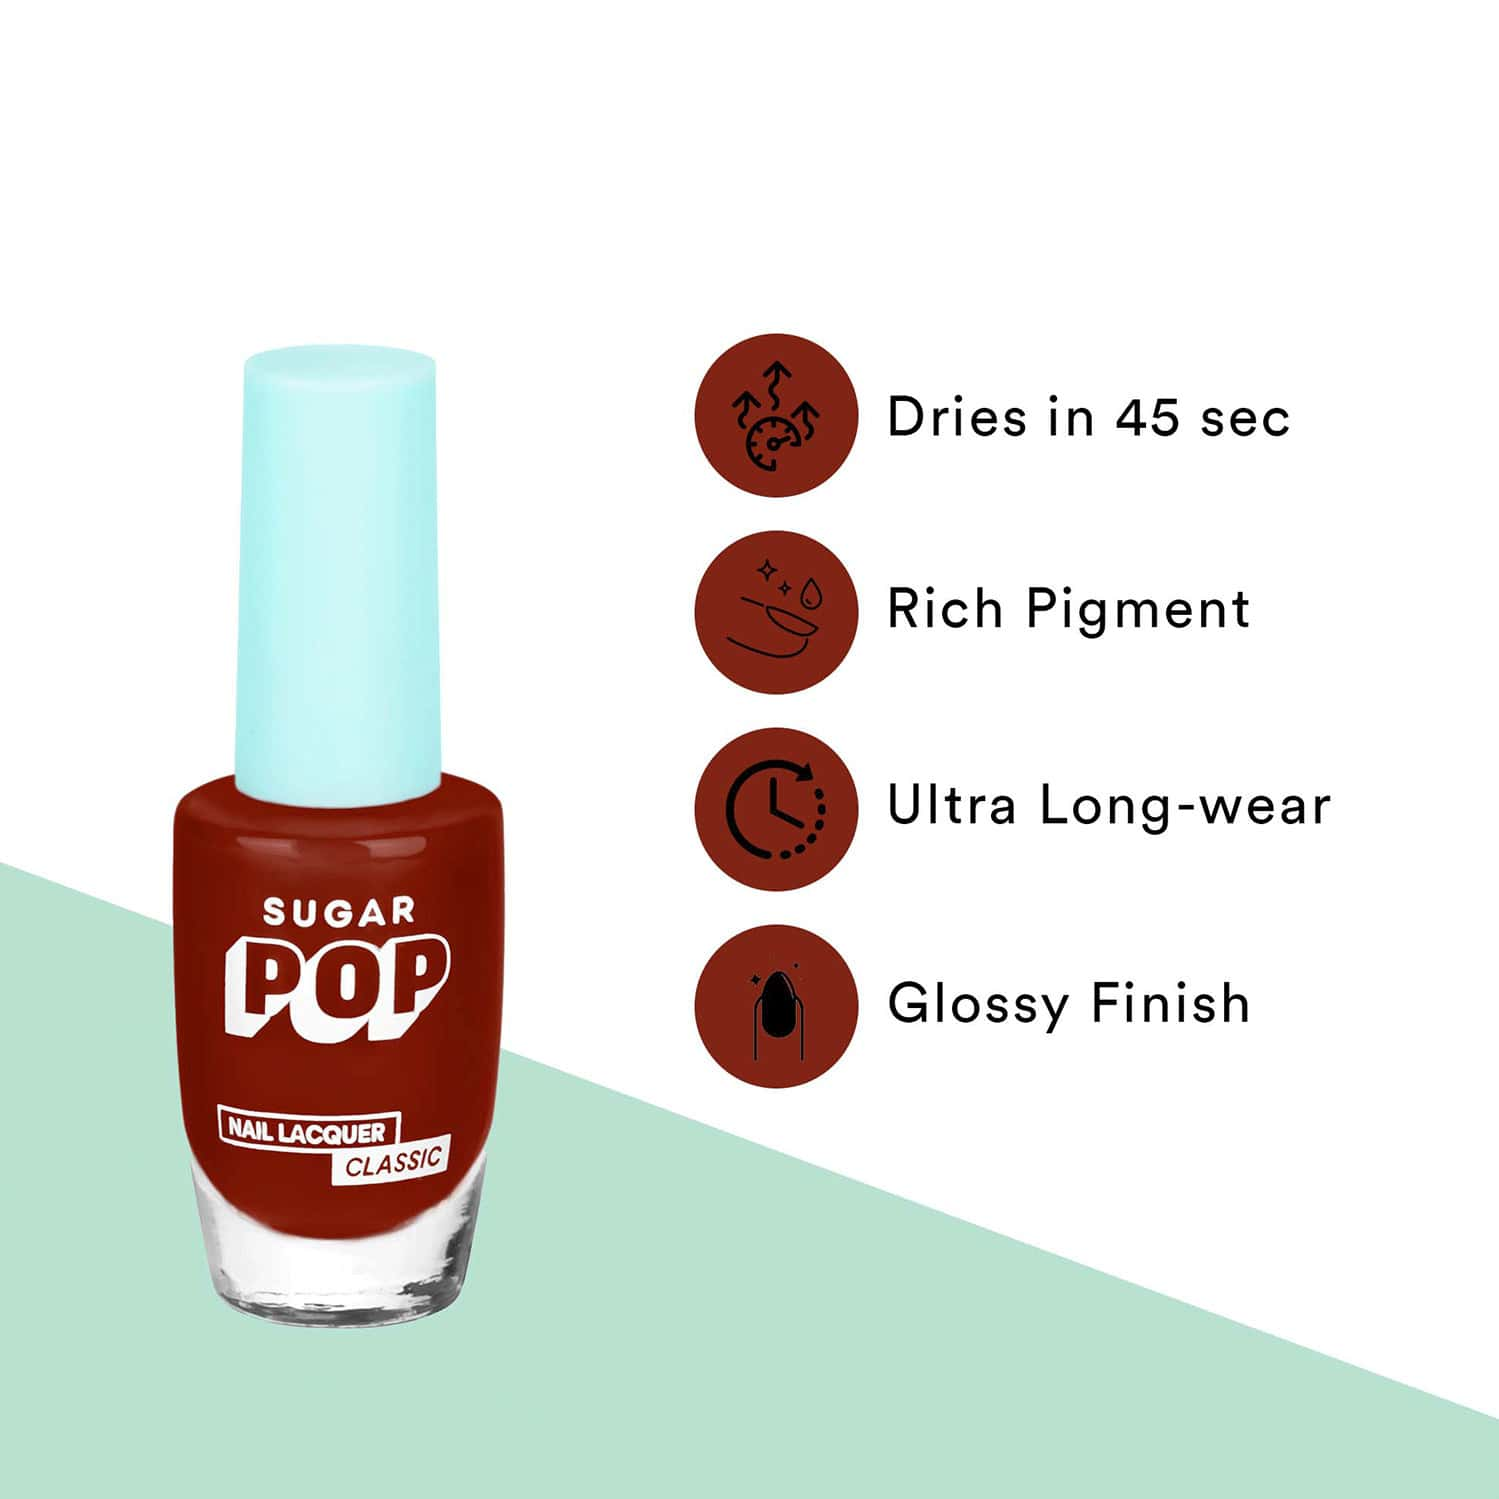 SUGAR
POP
NAIL LACQUER
CLASSIC
Dries in 45 sec
Rich Pigment
Ultra Long-wear
Glossy Finish